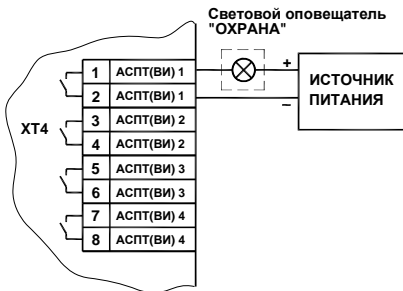 Световой оповещатель
"ОХРАНА"
+
ИСТОЧНИК
ПИТАНИЯ
–
ХТ4
1 АСПТ(ВИ) 1
2 АСПТ(ВИ) 1
3 АСПТ(ВИ) 2
4 АСПТ(ВИ) 2
5 АСПТ(ВИ) 3
6 АСПТ(ВИ) 3
7 АСПТ(ВИ) 4
8 АСПТ(ВИ) 4